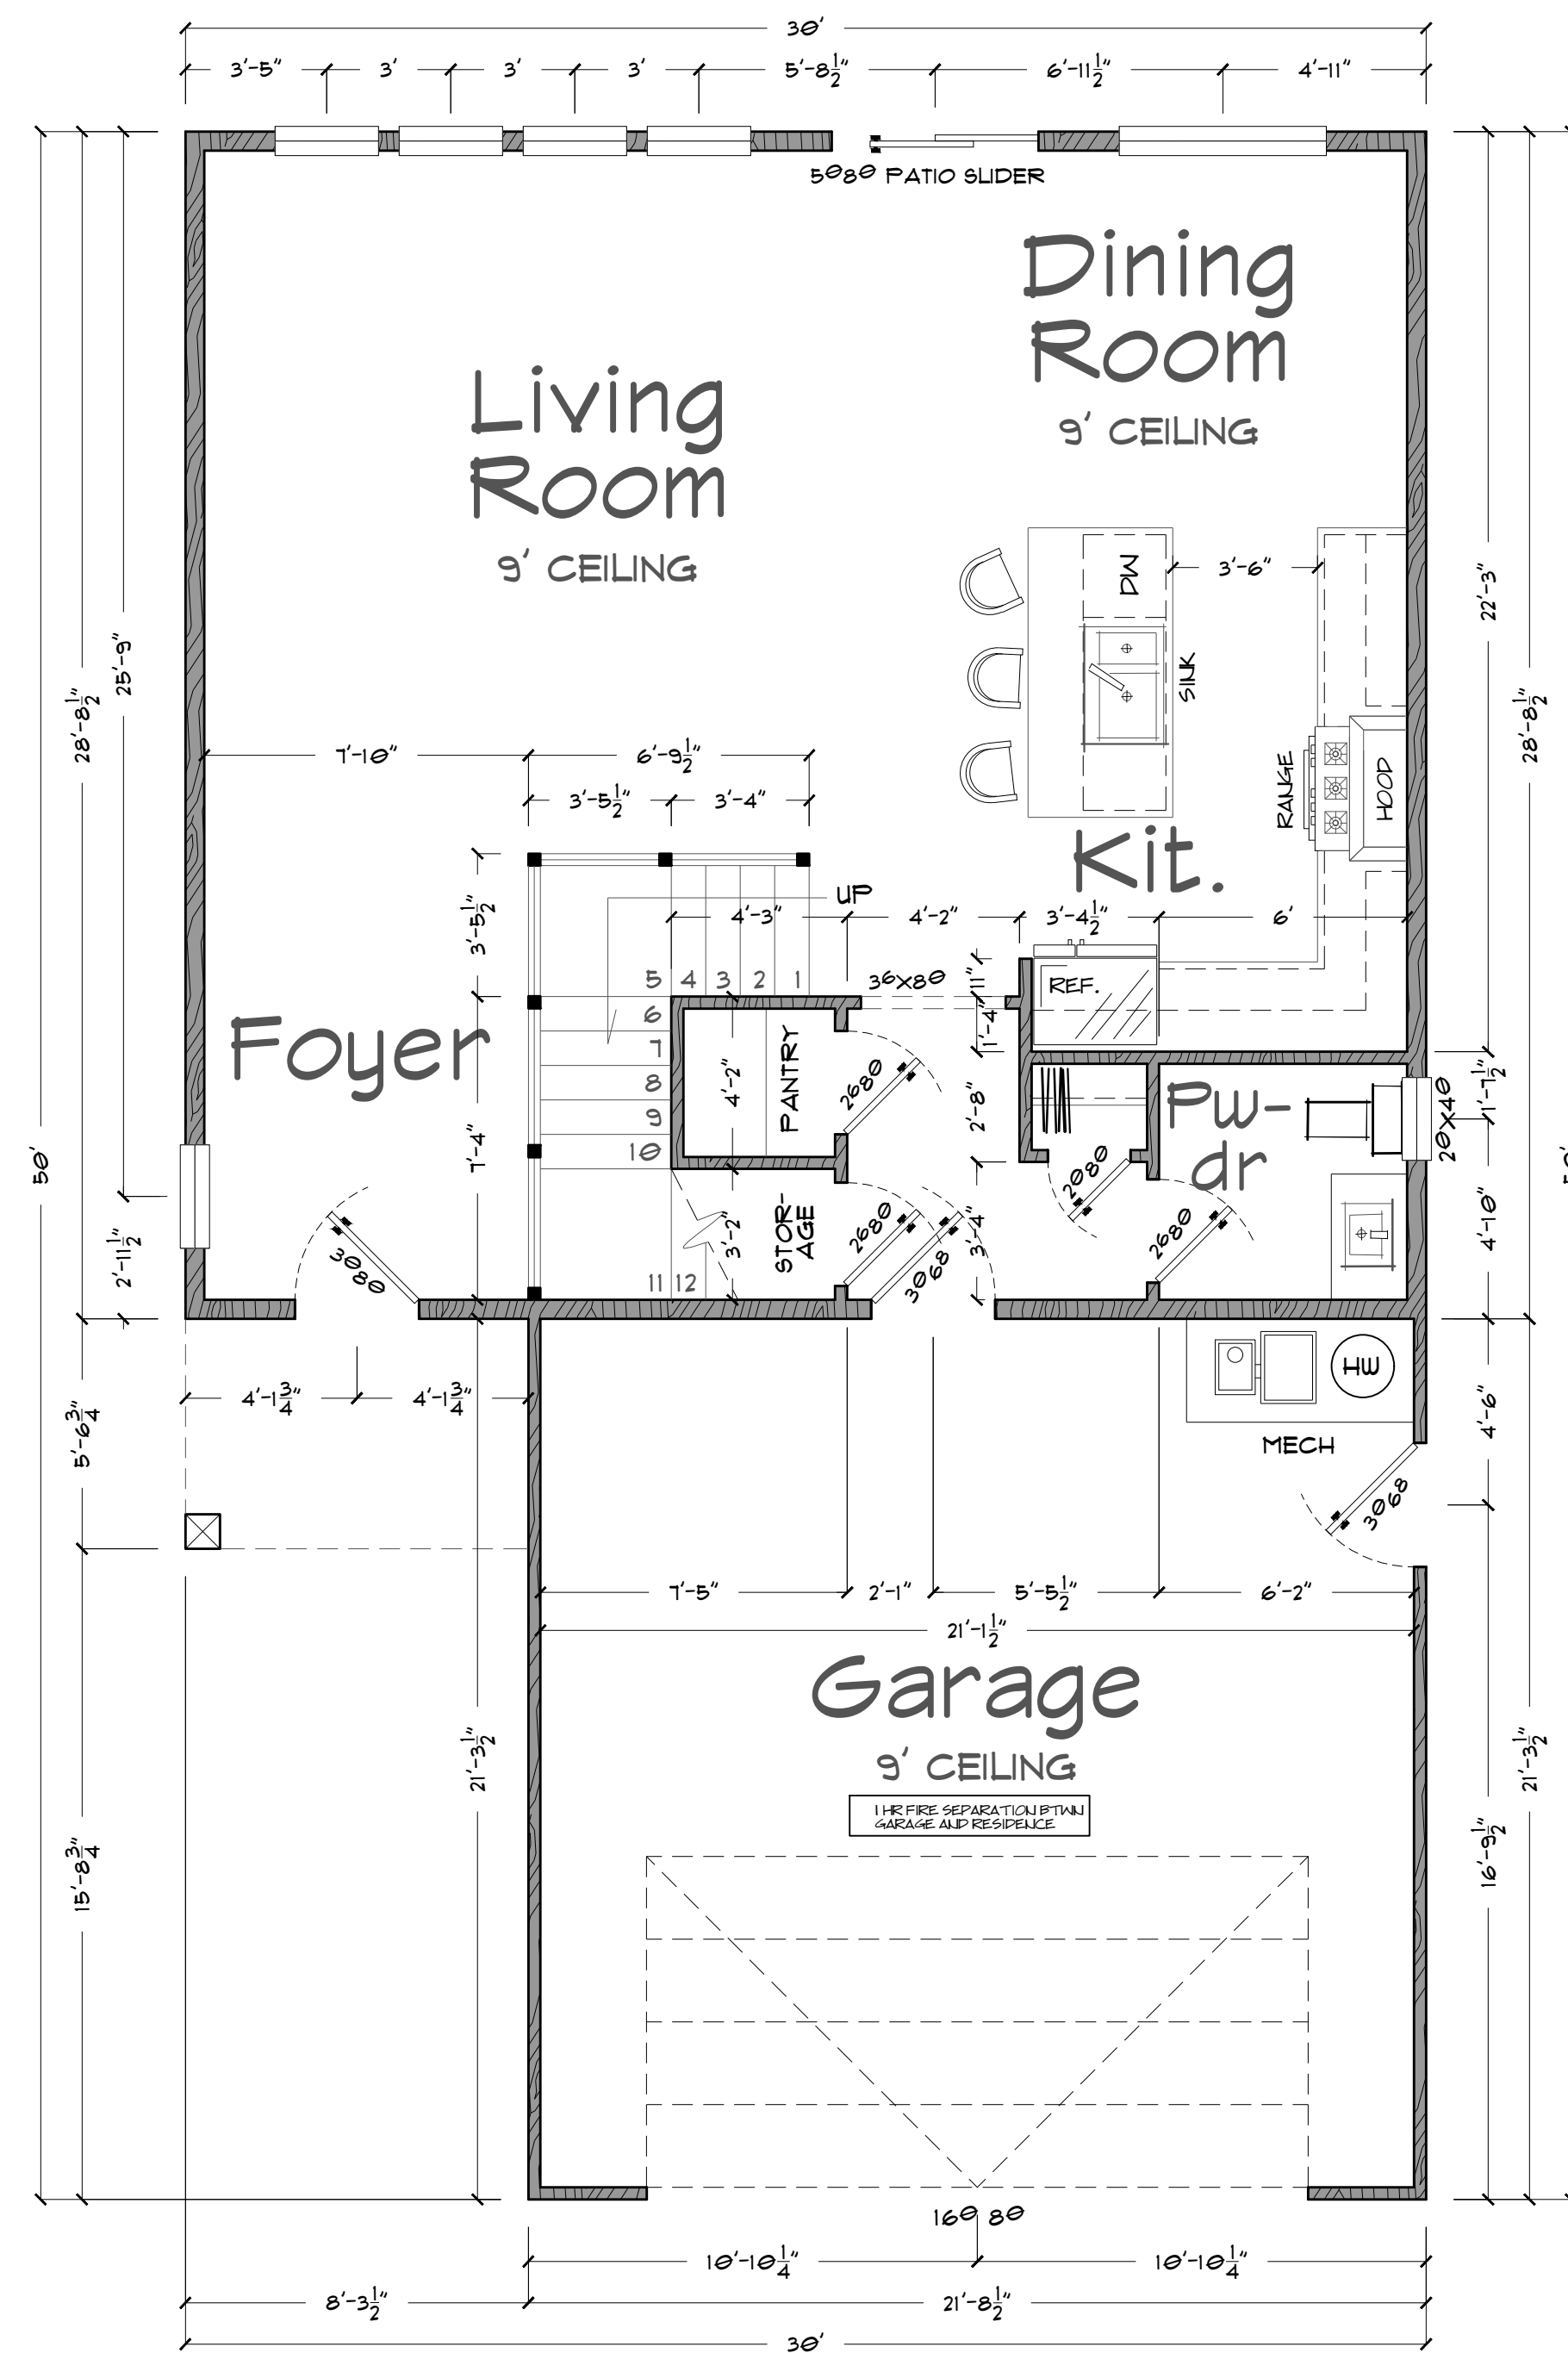 30'
3'-5" 3' 3' 3' 5'-8 1/2" 6'-11 1/2" 4'-11"
5080 PATIO SLIDER
Dining
Room
9' CEILING
Living
Room
9' CEILING
DW
3'-6"
SINK
22'-3"
25'-9"
28'-8 1/2"
28'-8 1/2"
7'-10" 6'-9 1/2"
3'-5 1/2" 3'-4"
RANGE
HOOD
Kit.
UP
4'-3" 4'-2" 3'-4 1/2" 6'
3'-5 1/2"
5 4 3 2 1
36x80
11"
REF.
1'-4"
Foyer
6
7
8
9
10
4'-2"
PANTRY
2680
2'-8"
Pw-
dr
20x40
1'-7 1/2"
50'
7'-4"
2080
2'-11 1/2"
3080
3'-2"
STOR-
AGE
2680
3068
3'-4"
2680
4'-10"
11 12
HW
MECH
4'-1 3/4" 4'-1 3/4"
5'-6 3/4"
4'-6"
3068
7'-5" 2'-1" 5'-5 1/2" 6'-2"
21'-1 1/2"
Garage
9' CEILING
1 HR FIRE SEPARATION BTWN
GARAGE AND RESIDENCE
21'-3 1/2"
21'-3 1/2"
15'-8 3/4"
16'-9 1/2"
160 80
10'-10 1/4" 10'-10 1/4"
8'-3 1/2" 21'-8 1/2"
30'